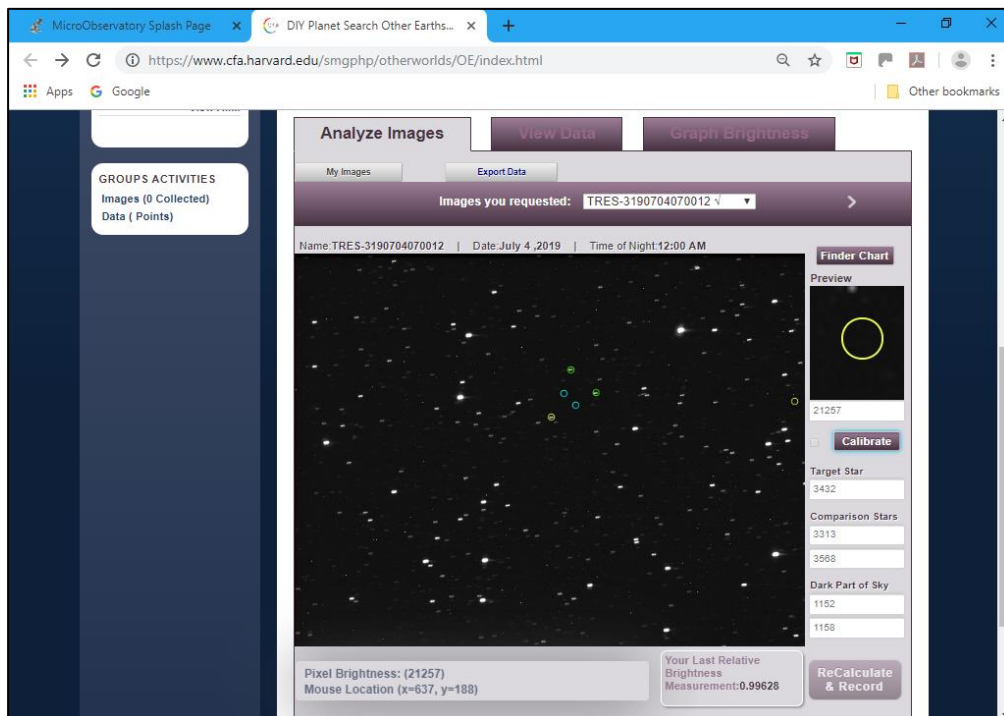 MicroObservatory Splash Page
DIY Planet Search Other Earths...
https://www.cfa.harvard.edu/smgphp/otherworlds/OE/index.html
Apps
Google
Other bookmarks
GROUPS ACTIVITIES
Images (0 Collected)
Data ( Points)
Analyze Images
View Data
Graph Brightness
My Images
Export Data
Images you requested:
TRES-3190704070012 √
Name:TRES-3190704070012 | Date:July 4 ,2019 | Time of Night:12:00 AM
Finder Chart
Preview
21257
Calibrate
Target Star
3432
Comparison Stars
3313
3568
Dark Part of Sky
1152
1158
Pixel Brightness: (21257)
Mouse Location (x=637, y=188)
Your Last Relative
Brightness
Measurement:0.99628
ReCalculate
& Record